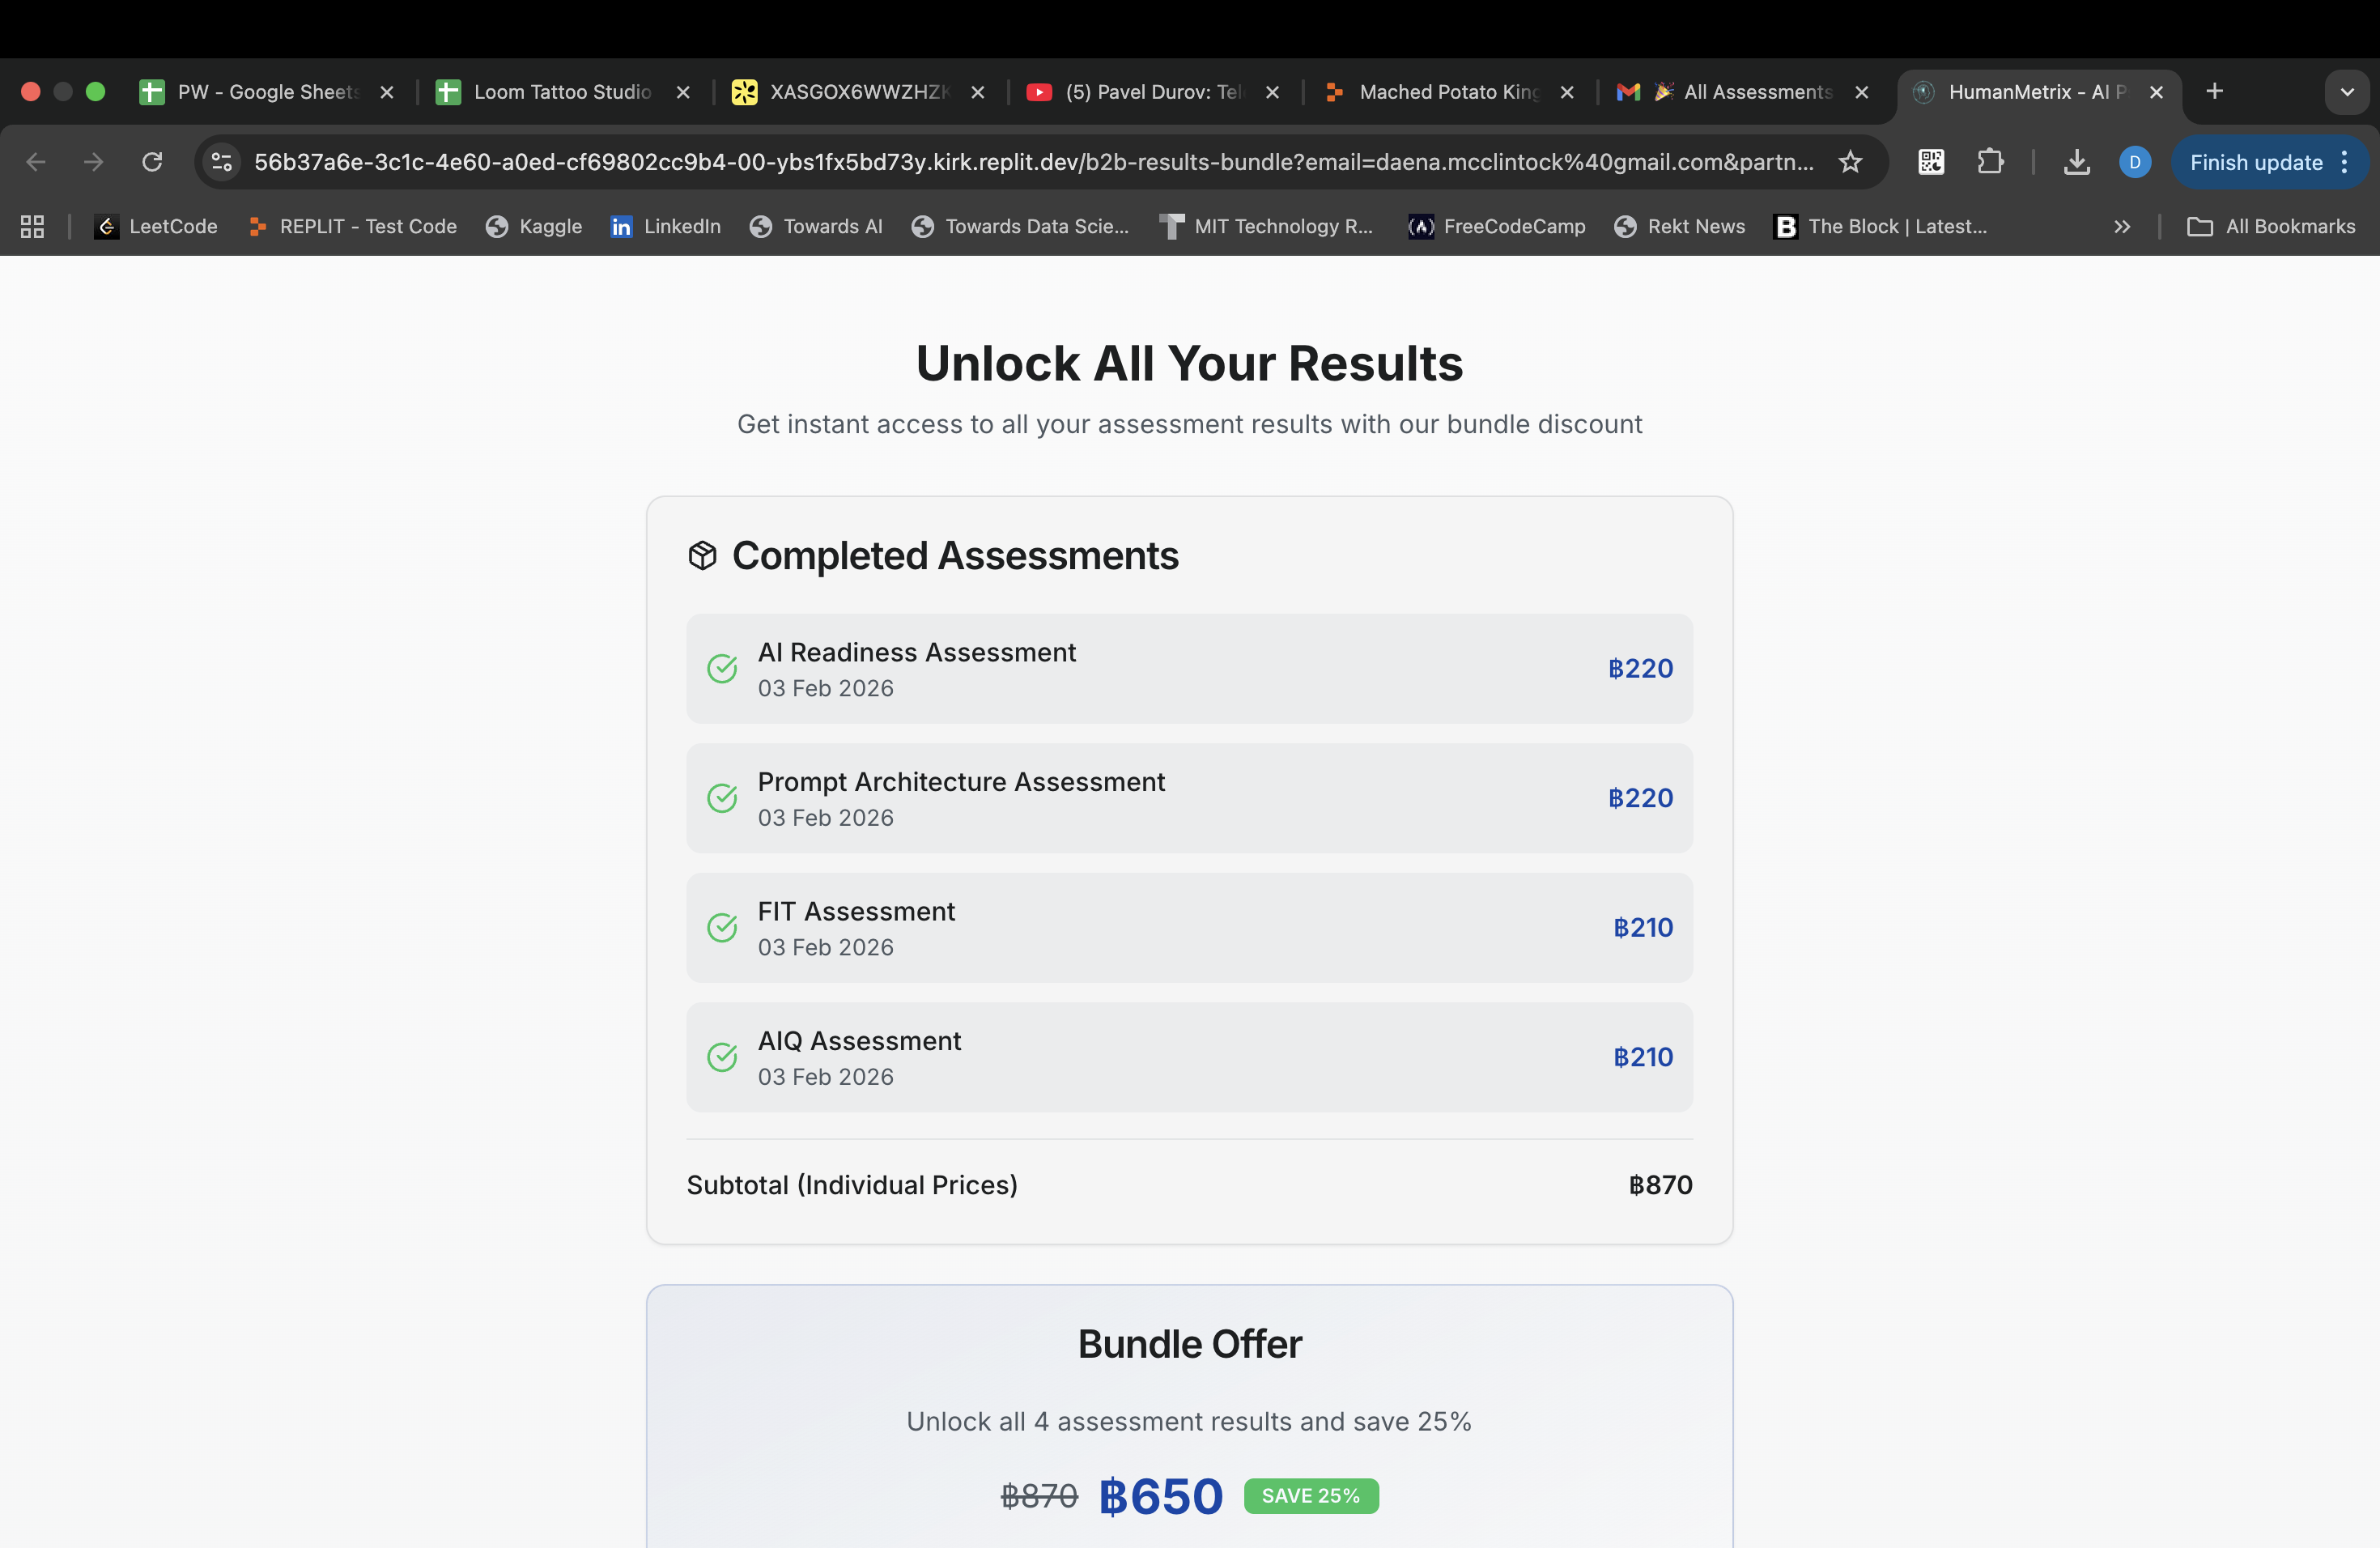 PW - Google Sheets
Loom Tattoo Studio
XASGOX6WWZHZK
(5) Pavel Durov: Tel
Mached Potato King
🎉 All Assessments
HumanMetrix - AI P
56b37a6e-3c1c-4e60-a0ed-cf69802cc9b4-00-ybs1fx5bd73y.kirk.replit.dev/b2b-results-bundle?email=daena.mcclintock%40gmail.com&partn...
D
Finish update
LeetCode
REPLIT - Test Code
Kaggle
in LinkedIn
Towards AI
Towards Data Scie...
MIT Technology R...
FreeCodeCamp
Rekt News
B The Block | Latest...
All Bookmarks
Unlock All Your Results
Get instant access to all your assessment results with our bundle discount
Completed Assessments
AI Readiness Assessment
03 Feb 2026
฿220
Prompt Architecture Assessment
03 Feb 2026
฿220
FIT Assessment
03 Feb 2026
฿210
AIQ Assessment
03 Feb 2026
฿210
Subtotal (Individual Prices) ฿870
Bundle Offer
Unlock all 4 assessment results and save 25%
฿870 ฿650 SAVE 25%